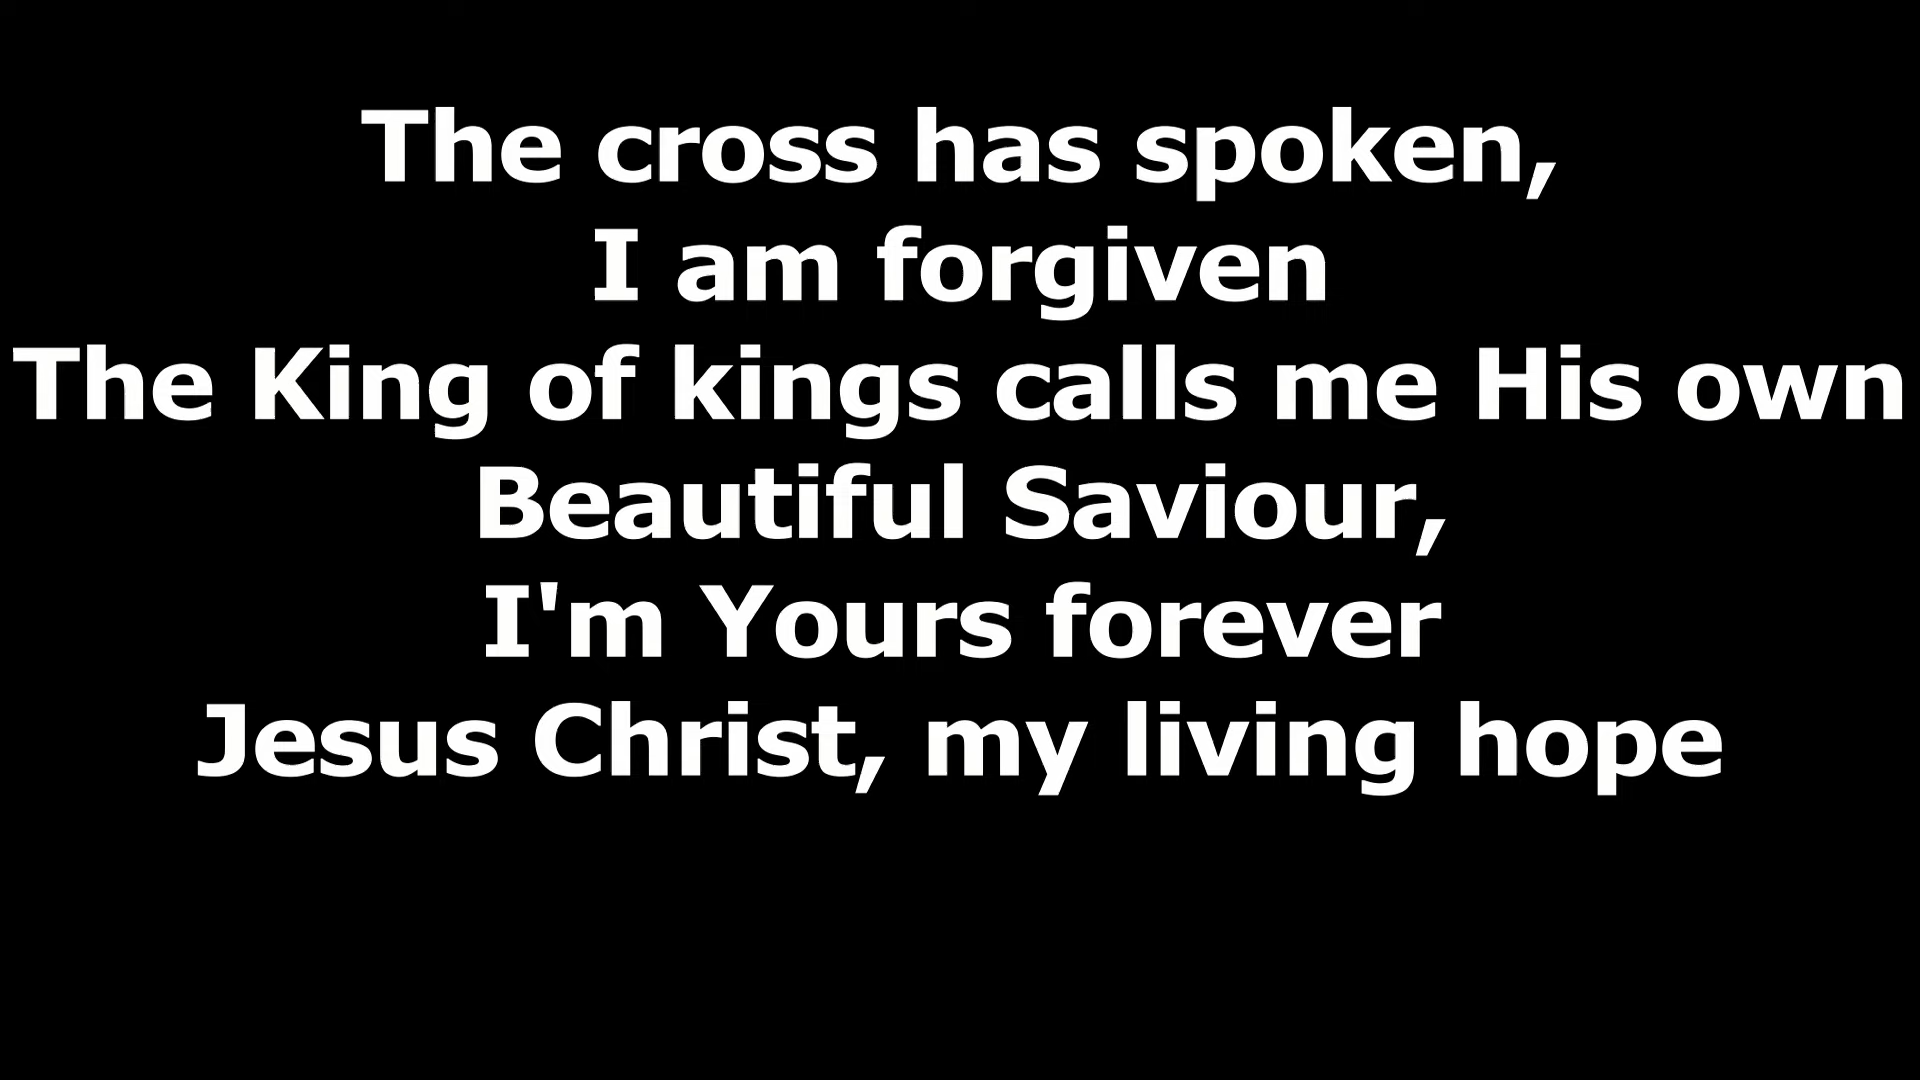 The cross has spoken,
I am forgiven
The King of kings calls me His own
Beautiful Saviour,
I'm Yours forever
Jesus Christ, my living hope